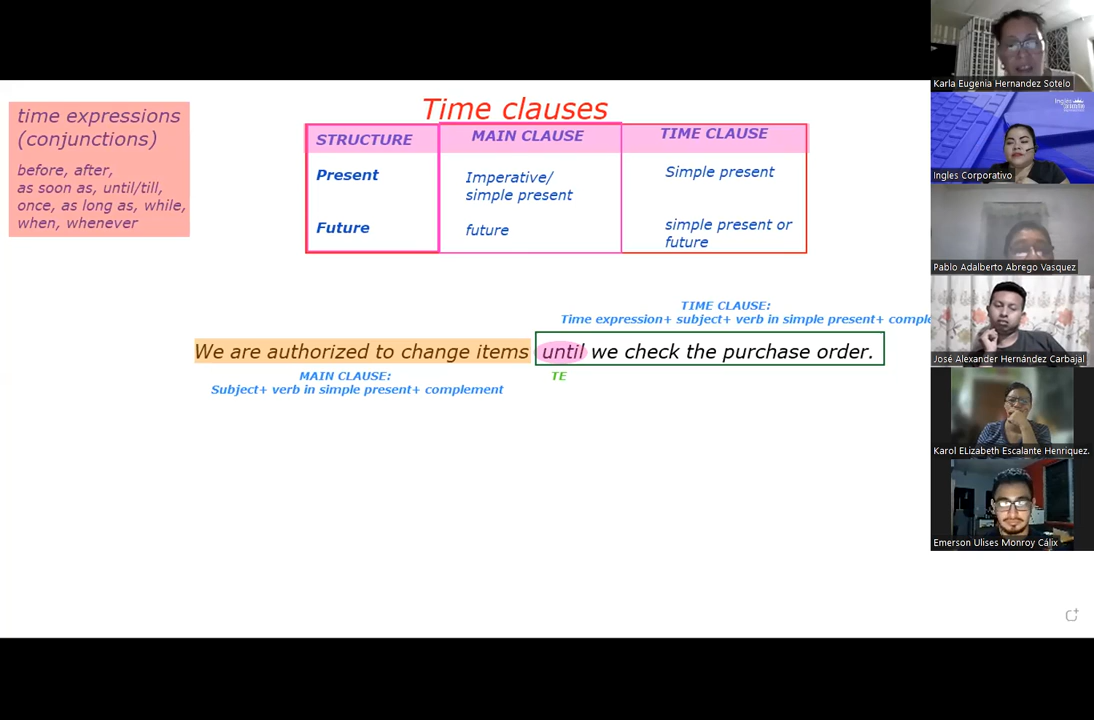 Time clauses
time expressions
(conjunctions)
before, after,
as soon as, until/till,
once, as long as, while,
when, whenever
STRUCTURE MAIN CLAUSE TIME CLAUSE
Present Imperative/ Simple present
simple present
Future future simple present or
future
TIME CLAUSE:
Time expression+ subject+ verb in simple present+ comple
We are authorized to change items until we check the purchase order.
MAIN CLAUSE: TE
Subject+ verb in simple present+ complement
Karla Eugenia Hernandez Sotelo
Ingles Corporativo
Pablo Adalberto Abrego Vasquez
José Alexander Hernández Carbajal
Karol ELizabeth Escalante Henriquez.
Emerson Ulises Monroy Cálix